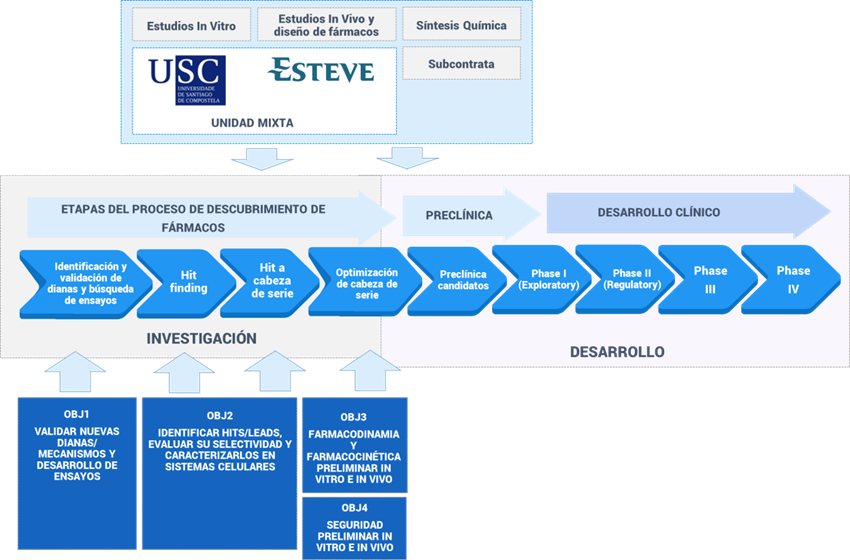 Estudios In Vitro
Estudios In Vivo y
diseño de fármacos
Síntesis Química
Subcontrata
USC
UNIVERSIDADE
DE SANTIAGO
DE COMPOSTELA
ESTEVE
UNIDAD MIXTA
ETAPAS DEL PROCESO DE DESCUBRIMIENTO DE
FÁRMACOS
PRECLÍNICA
DESARROLLO CLÍNICO
Identificación y
validación de
dianas y búsqueda
de ensayos
Hit
finding
Hit a
cabeza
de serie
Optimización
de cabeza de
serie
Preclínica
candidatos
Phase I
(Exploratory)
Phase II
(Regulatory)
Phase
III
Phase
IV
INVESTIGACIÓN
DESARROLLO
OBJ1
VALIDAR NUEVAS
DIANAS/
MECANISMOS Y
DESARROLLO DE
ENSAYOS
OBJ2
IDENTIFICAR HITS/LEADS,
EVALUAR SU SELECTIVIDAD Y
CARACTERIZARLOS EN
SISTEMAS CELULARES
OBJ3
FARMACODINAMIA
Y
FARMACOCINÉTICA
PRELIMINAR IN
VITRO E IN VIVO
OBJ4
SEGURIDAD
PRELIMINAR IN
VITRO E IN VIVO